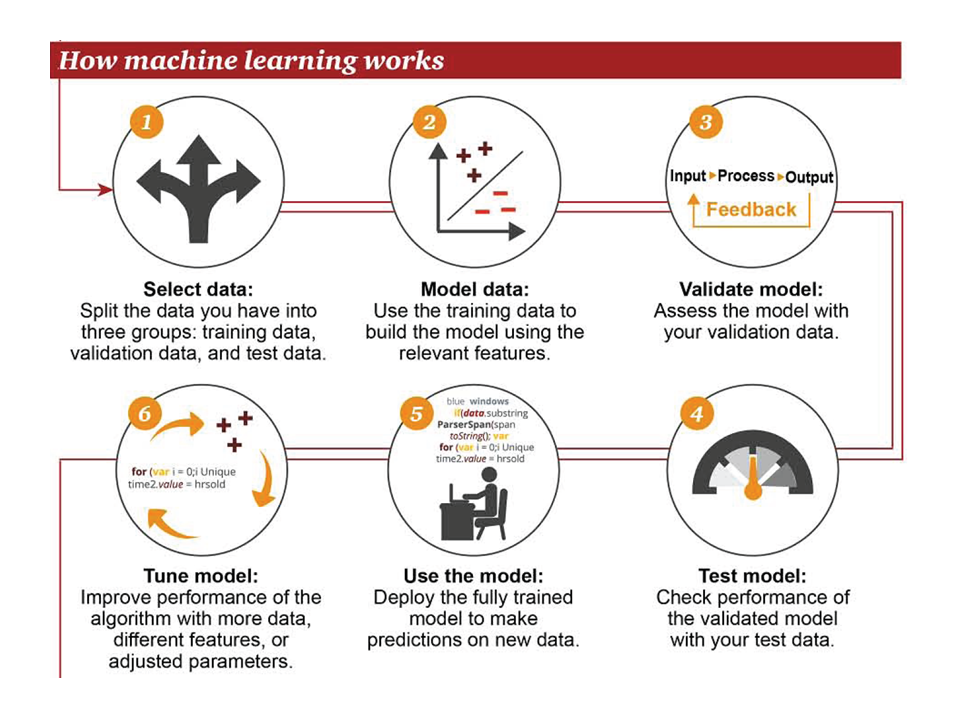 How machine learning works
1
2
3
Input Process Output
Feedback
Select data:
Split the data you have into
three groups: training data,
validation data, and test data.
Model data:
Use the training data to
build the model using the
relevant features.
Validate model:
Assess the model with
your validation data.
6
for (var i = 0;i Unique
time2.value = hrsold
5
blue windows
if(data.substring
ParserSpan(span
toString(); var
for (var i = 0;i Unique
time2.value = hrsold
4
Tune model:
Improve performance of the
algorithm with more data,
different features, or
adjusted parameters.
Use the model:
Deploy the fully trained
model to make
predictions on new data.
Test model:
Check performance of
the validated model
with your test data.